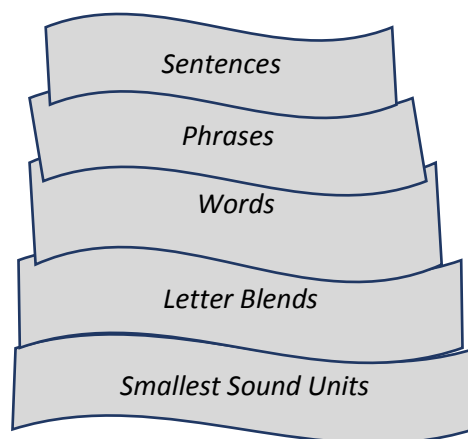 Sentences
Phrases
Words
Letter Blends
Smallest Sound Units